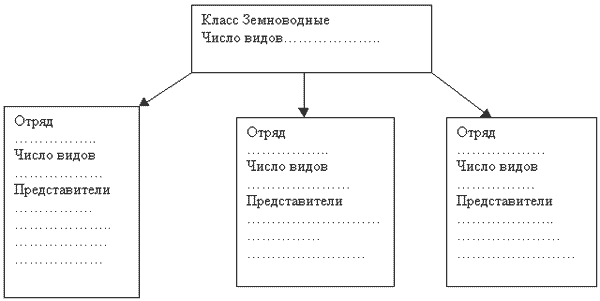 Класс Земноводные
Число видов………………..
Отряд
…………….
Число видов
………………
Представители
……………
………………..
………………
………………
Отряд
…………….
Число видов
…………………
Представители
………………………
……………
……………………
Отряд
………………
Число видов
……………
Представители
………………..
…………………
……………………